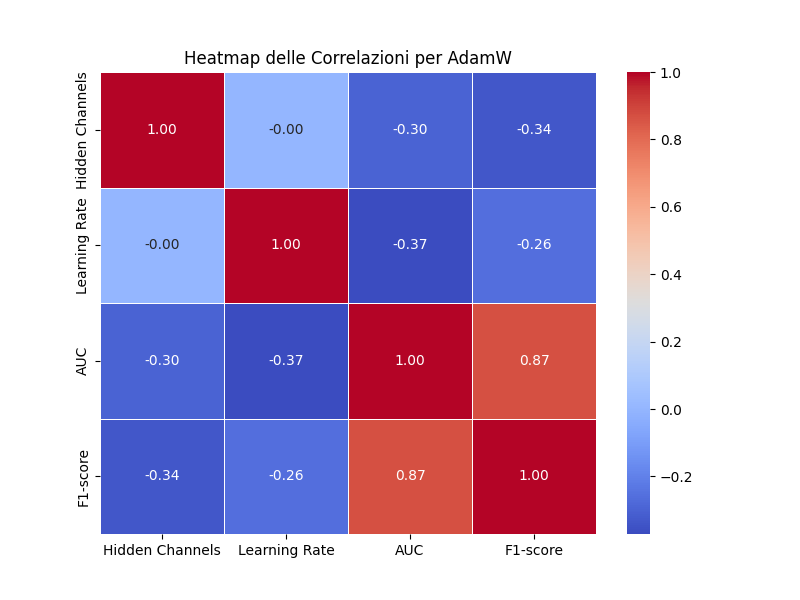 Heatmap delle Correlazioni per AdamW
Hidden Channels
1.00
-0.00
-0.30
-0.34
Learning Rate
-0.00
1.00
-0.37
-0.26
AUC
-0.30
-0.37
1.00
0.87
F1-score
-0.34
-0.26
0.87
1.00
Hidden Channels
Learning Rate
AUC
F1-score
1.0
0.8
0.6
0.4
0.2
0.0
−0.2